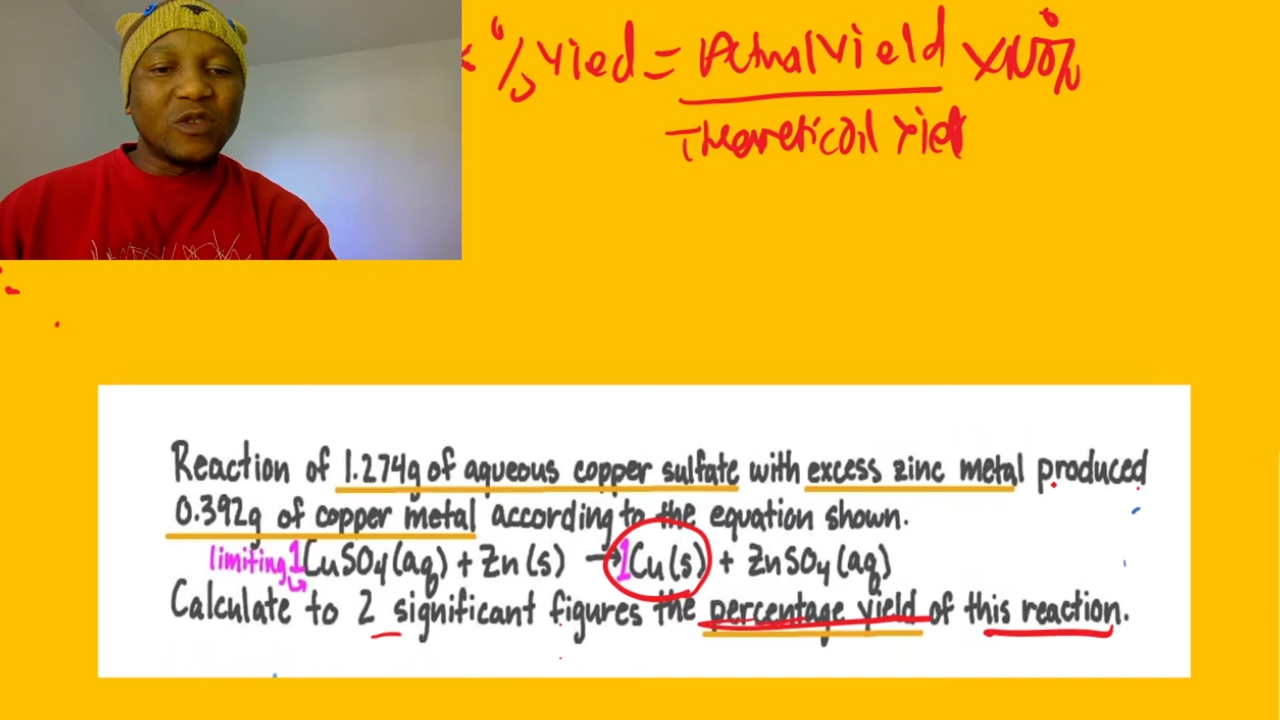 % Yied = Actual Yield x 100%
Theoretical Yield
Reaction of 1.274g of aqueous copper sulfate with excess zinc metal produced
0.392g of copper metal according to the equation shown.
limiting 1CuSO4(aq) + Zn(s) → 1Cu(s) + ZnSO4(aq)
Calculate to 2 significant figures the percentage yield of this reaction.